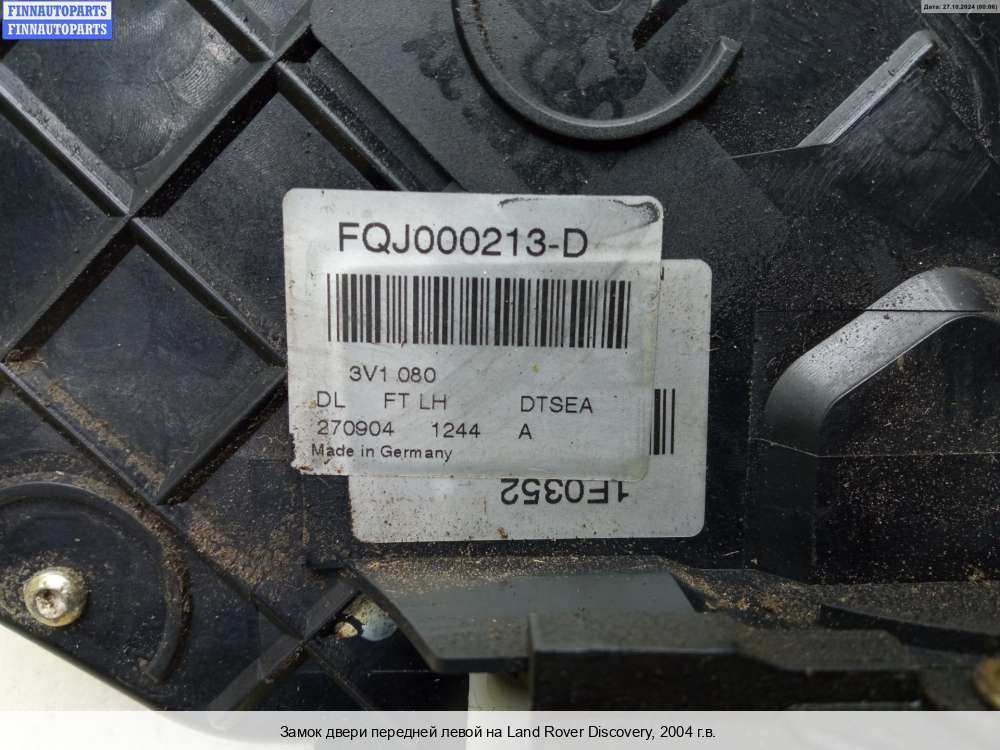 FINNAUTOPARTS
FINNAUTOPARTS
Дата: 27.10.2024 (00:06)
FQJ000213-D
3V1 080
DL FT LH DTSEA
270904 1244 A
Made in Germany
1F0352
Замок двери передней левой на Land Rover Discovery, 2004 г.в.